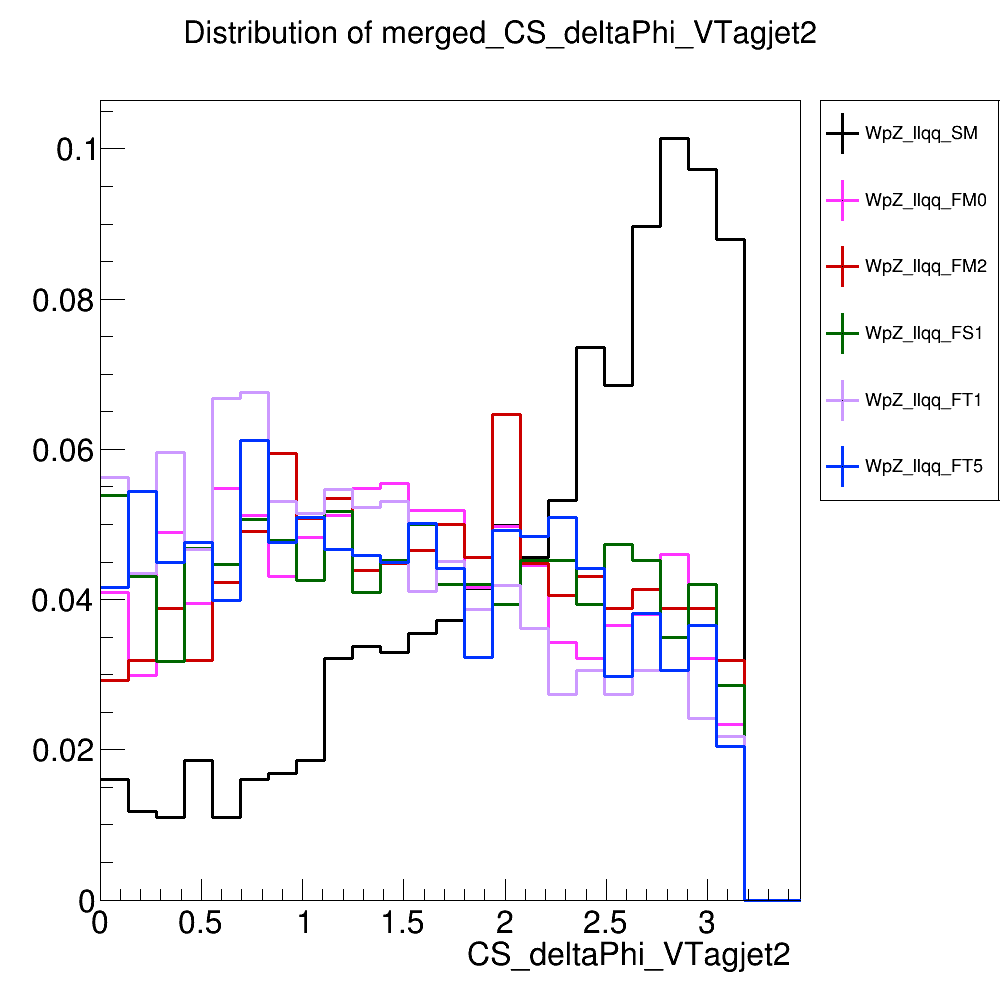 Distribution of merged_CS_deltaPhi_VTagjet2
WpZ_llqq_SM
WpZ_llqq_FM0
WpZ_llqq_FM2
WpZ_llqq_FS1
WpZ_llqq_FT1
WpZ_llqq_FT5
0.1
0.08
0.06
0.04
0.02
0
0 0.5 1 1.5 2 2.5 3
CS_deltaPhi_VTagjet2